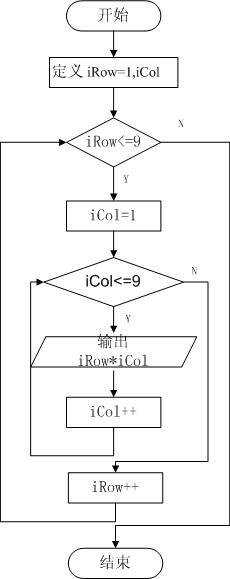 开始
定义 iRow=1,iCol
iRow<=9
N
Y
iCol=1
iCol<=9
N
Y
输出
iRow*iCol
iCol++
iRow++
结束